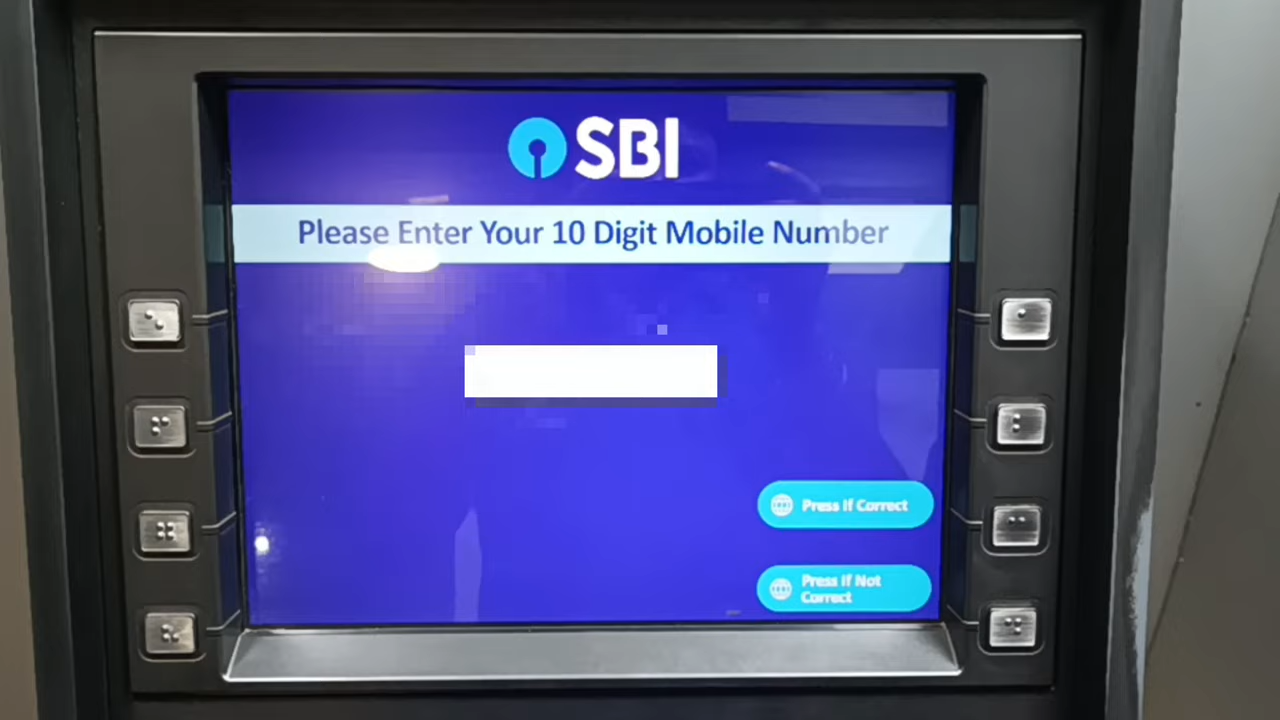 SBI
Please Enter Your 10 Digit Mobile Number
Press If Correct
Press If Not
Correct